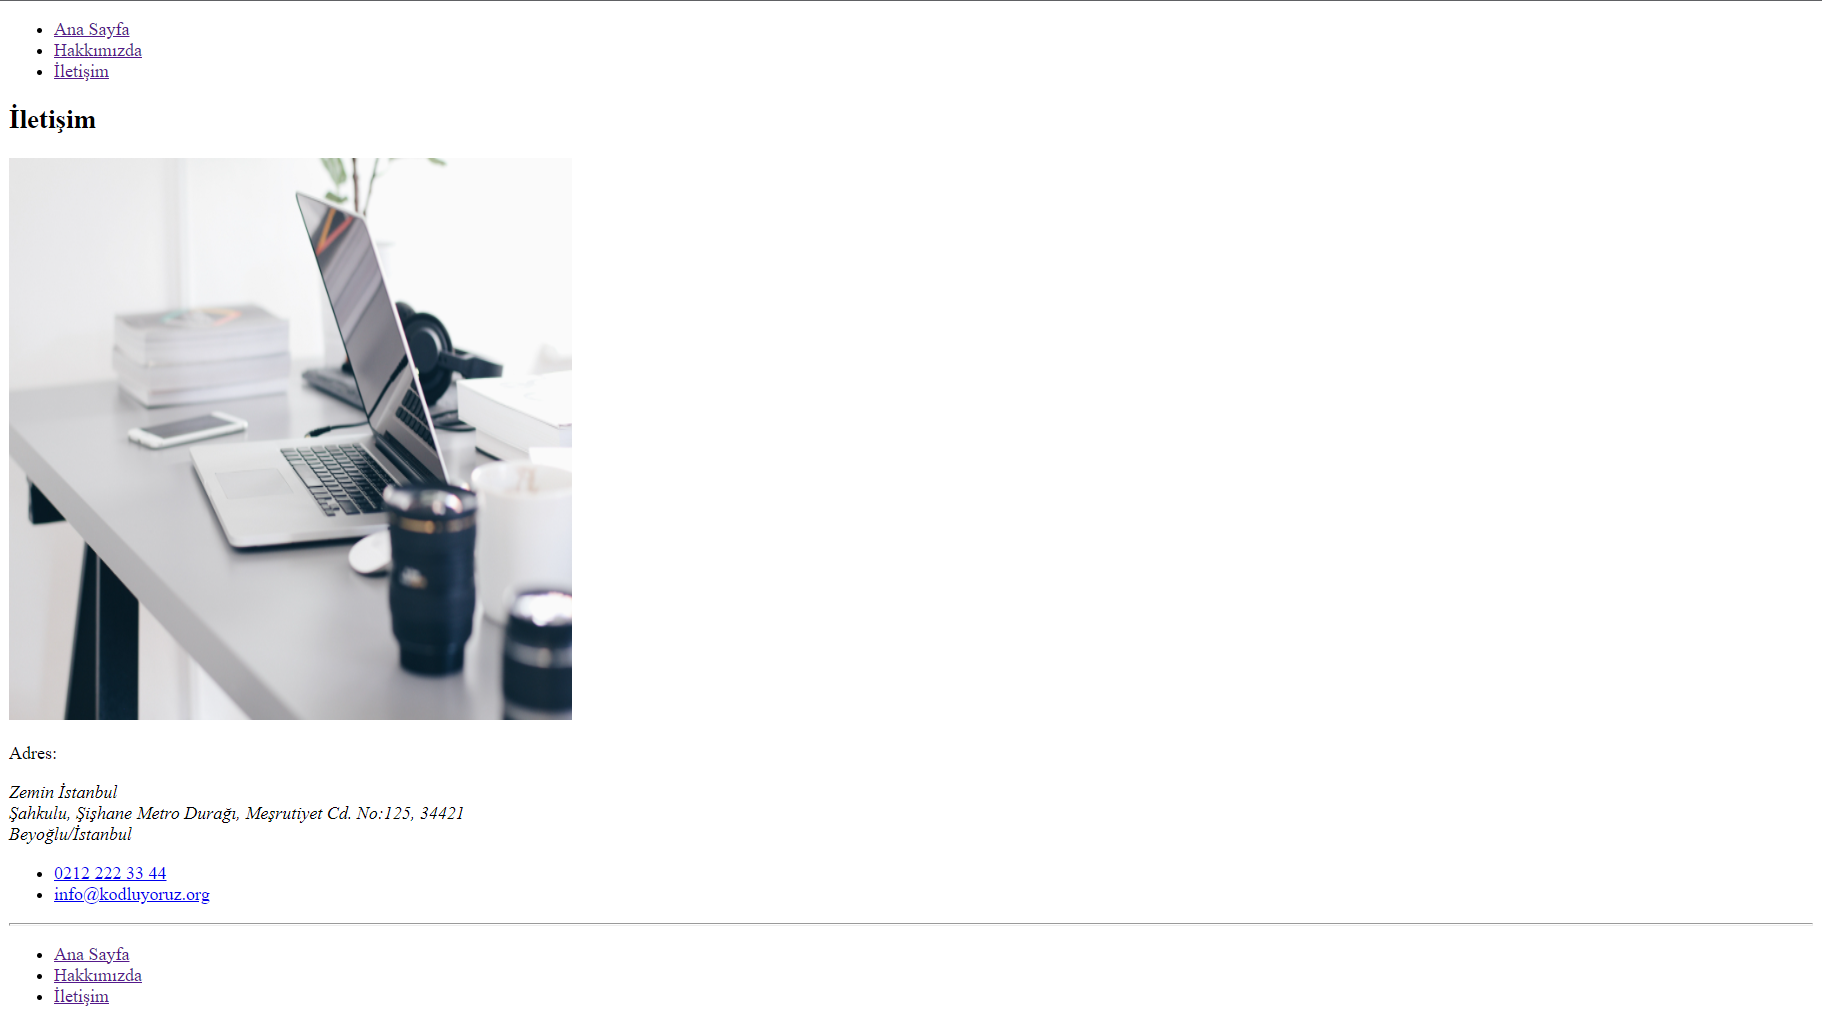 Ana Sayfa
Hakkımızda
İletişim
İletişim
Adres:
Zemin İstanbul
Şahkulu, Şişhane Metro Durağı, Meşrutiyet Cd. No:125, 34421
Beyoğlu/İstanbul
0212 222 33 44
info@kodluyoruz.org
Ana Sayfa
Hakkımızda
İletişim